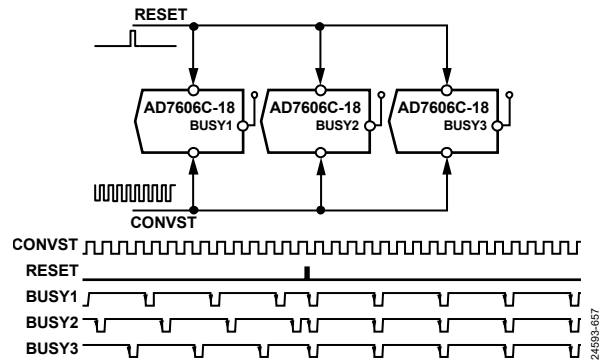 RESET
AD7606C-18
BUSY1
AD7606C-18
BUSY2
AD7606C-18
BUSY3
CONVST
CONVST
RESET
BUSY1
BUSY2
BUSY3
24593-657